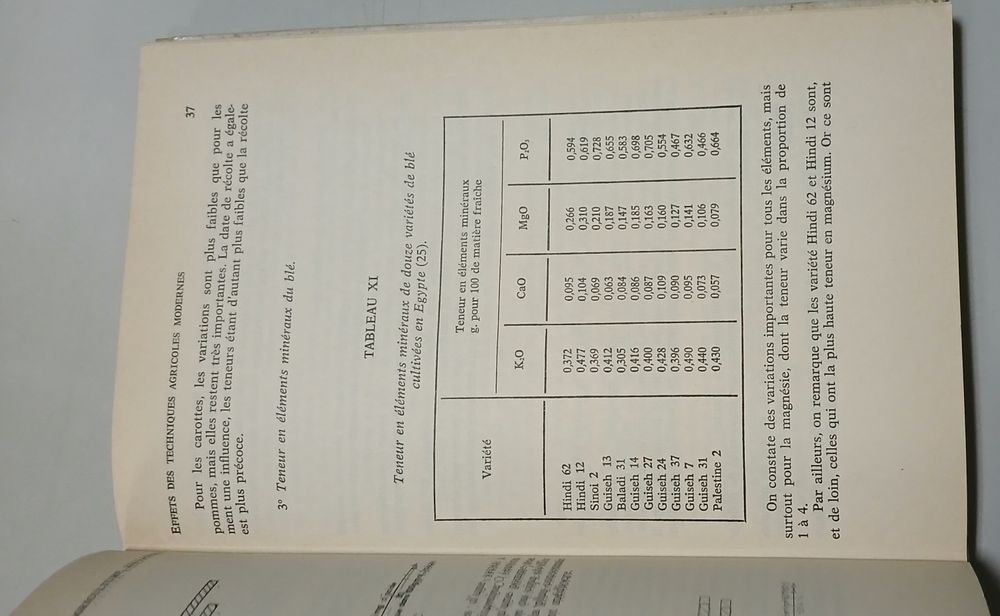 EFFETS DES TECHNIQUES AGRICOLES MODERNES 37
Pour les carottes, les variations sont plus faibles que pour les
pommes, mais elles restent très importantes. La date de récolte a égale-
ment une influence, les teneurs étant d'autant plus faibles que la récolte
est plus précoce.
3° Teneur en éléments minéraux du blé.
TABLEAU XI
Teneur en éléments minéraux de douze variétés de blé
cultivées en Egypte (25).
Variété
Teneur en éléments minéraux
g. pour 100 de matière fraîche
K₂O CaO MgO P₂O₅
Hindi 62 0,372 0,095 0,266 0,594
Hindi 12 0,477 0,104 0,310 0,619
Sinoi 2 0,369 0,069 0,210 0,728
Guiseh 13 0,412 0,063 0,187 0,655
Baladi 31 0,305 0,084 0,147 0,583
Guiseh 14 0,416 0,086 0,185 0,698
Guiseh 27 0,400 0,087 0,163 0,705
Guiseh 24 0,428 0,109 0,160 0,554
Guiseh 37 0,396 0,090 0,127 0,467
Guiseh 7 0,490 0,095 0,141 0,632
Guiseh 31 0,440 0,073 0,106 0,466
Palestine 2 0,430 0,057 0,079 0,664
On constate des variations importantes pour tous les éléments, mais
surtout pour la magnésie, dont la teneur varie dans la proportion de
1 à 4.
Par ailleurs, on remarque que les variété Hindi 62 et Hindi 12 sont,
et de loin, celles qui ont la plus haute teneur en magnésium. Or ce sont